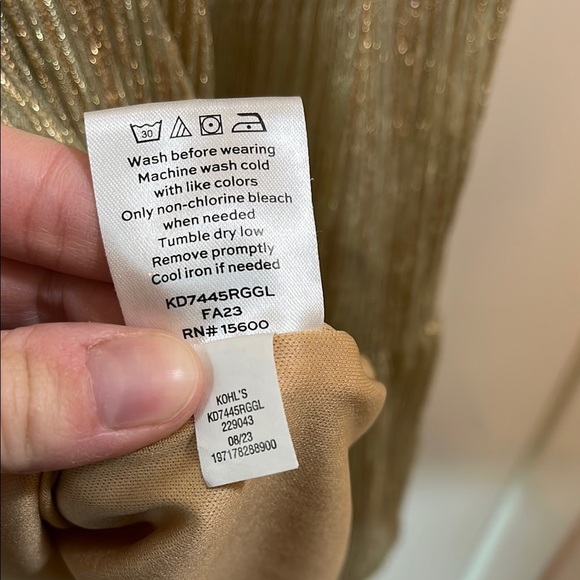 30
Wash before wearing
Machine wash cold
with like colors
Only non-chlorine bleach
when needed
Tumble dry low
Remove promptly
Cool iron if needed
KD7445RGGL
FA23
RN# 15600
KOHL'S
KD7445RGGL
229043
08/23
197178288900